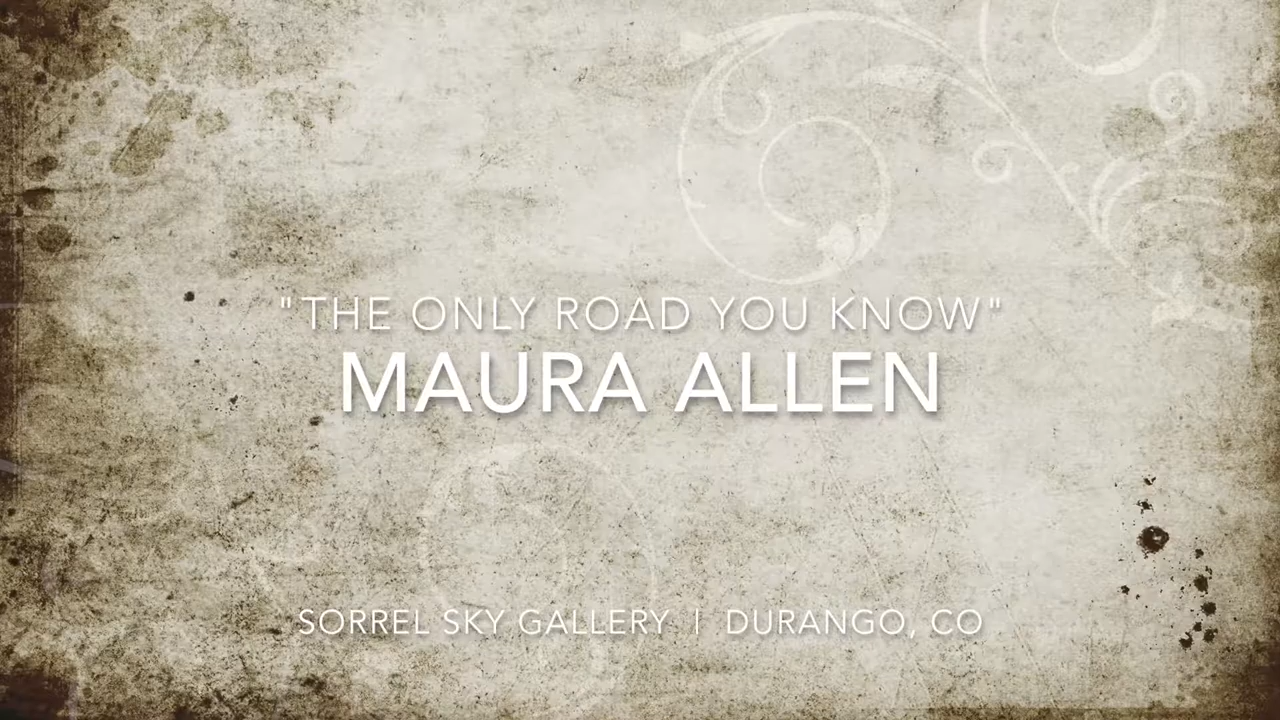 "THE ONLY ROAD YOU KNOW"
MAURA ALLEN
SORREL SKY GALLERY | DURANGO, CO